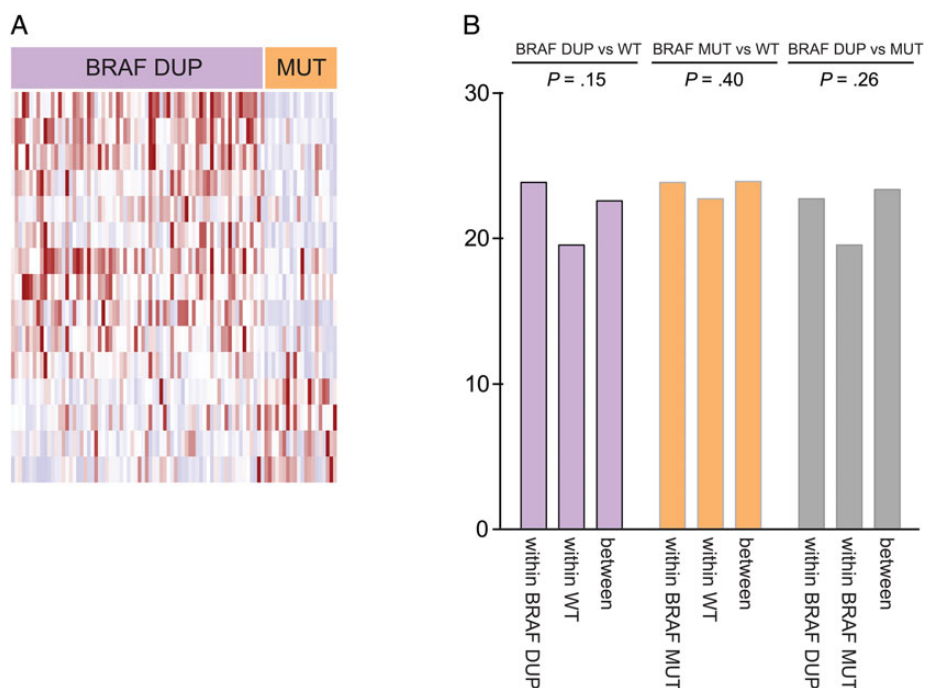 A
BRAF DUP MUT
B
BRAF DUP vs WT BRAF MUT vs WT BRAF DUP vs MUT
P = .15 P = .40 P = .26
30
20
10
0
within BRAF DUP
within WT
between
within BRAF MUT
within WT
between
within BRAF DUP
within BRAF MUT
between